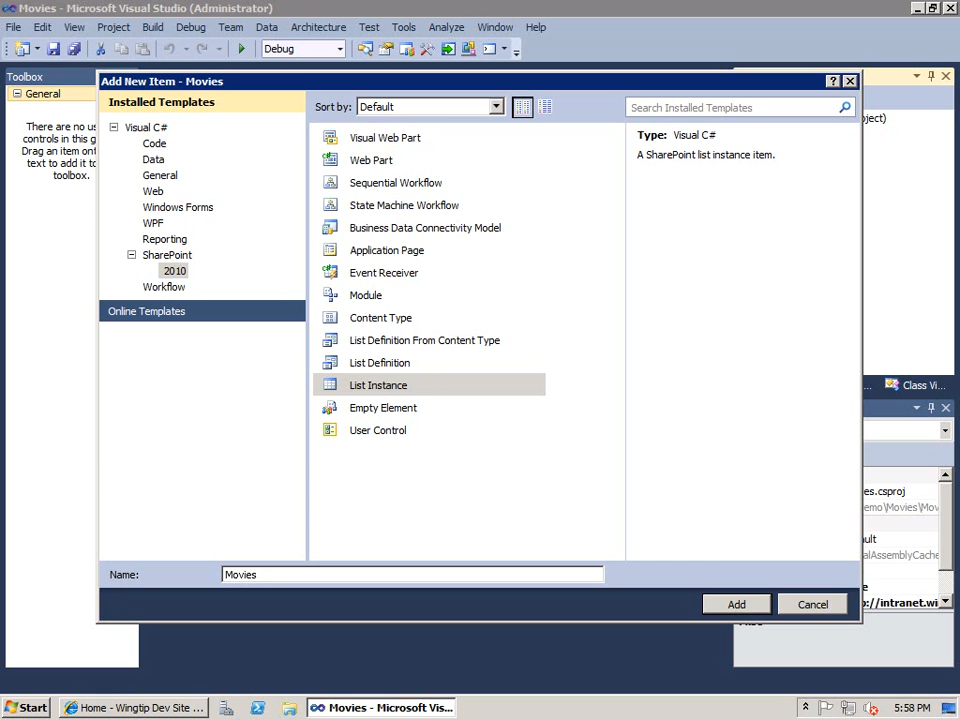 Movies - Microsoft Visual Studio (Administrator)
File Edit View Project Build Debug Team Data Architecture Test Tools Analyze Window Help
Debug
Toolbox
General
There are no us
controls in this g
Drag an item ont
text to add it to
toolbox.
Add New Item - Movies
Installed Templates
Visual C#
Code
Data
General
Web
Windows Forms
WPF
Reporting
SharePoint
2010
Workflow
Online Templates
Sort by: Default
Search Installed Templates
Visual Web Part
Web Part
Sequential Workflow
State Machine Workflow
Business Data Connectivity Model
Application Page
Event Receiver
Module
Content Type
List Definition From Content Type
List Definition
List Instance
Empty Element
User Control
Type: Visual C#
A SharePoint list instance item.
Name: Movies
Add Cancel
ject)
... Class Vi...
es.csproj
emo\Movies\Mov
ault
alAssemblyCache
e
p://intranet.wi
Start Home - Wingtip Dev Site ... Movies - Microsoft Vis... 5:58 PM